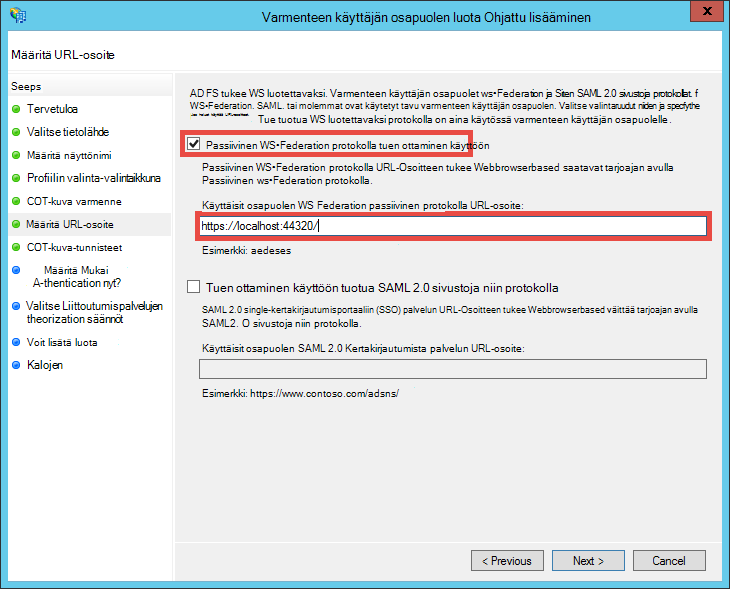 Varmenteen käyttäjän osapuolen luota Ohjattu lisääminen
x
Määritä URL-osoite
Seeps
Tervetuloa
Valitse tietolähde
Määritä näyttönimi
Profiilin valinta-valintaikkuna
COT-kuva varmenne
Määritä URL-osoite
COT-kuva-tunnisteet
Määritä Mukai
A-thentication nyt?
Valitse Liittoutumispalvelujen
theorization säännöt
Voit lisätä luota
Kalojen
AD FS tukee WS luotettavaksi. Varmenteen käyttäjän osapuolet ws•Federation ja Siten SAML 2.0 sivustoja protokollat. f
WS•Federation. SAML. tai molemmat ovat käytetyt tavu varmenteen käyttäjän osapuolen. Valitse valintaruudut niiden ja specifythe
Tue tuotua WS luotettavaksi protokolla on aina käytössä varmenteen käyttäjän osapuolelle .
Passiivinen WS•Federation protokolla tuen ottaminen käyttöön
Passiivinen WS•Federation protokolla URL-Osoitteen tukee Webbrowserbased saatavat tarjoajan avulla
Passiivinen ws•Federation protokolla.
Käyttäisit osapuolen WS Federation passiivinen protokolla URL-osoite:
https://localhost:44320/
Esimerkki: aedeses
Tuen ottaminen käyttöön tuotua SAML 2.0 sivustoja niin protokolla
SAML 2.0 single-kertakirjautumisportaaliin (SSO) palvelun URL-Osoitteen tukee Webbrowserbased väittää tarjoajan avulla
SAML2. O sivustoja niin protokolla.
Käyttäisit osapuolen SAML 2.0 Kertakirjautumista palvelun URL-osoite:
Esimerkki: https://www.contoso.com/adsns/
< Previous
Next >
Cancel